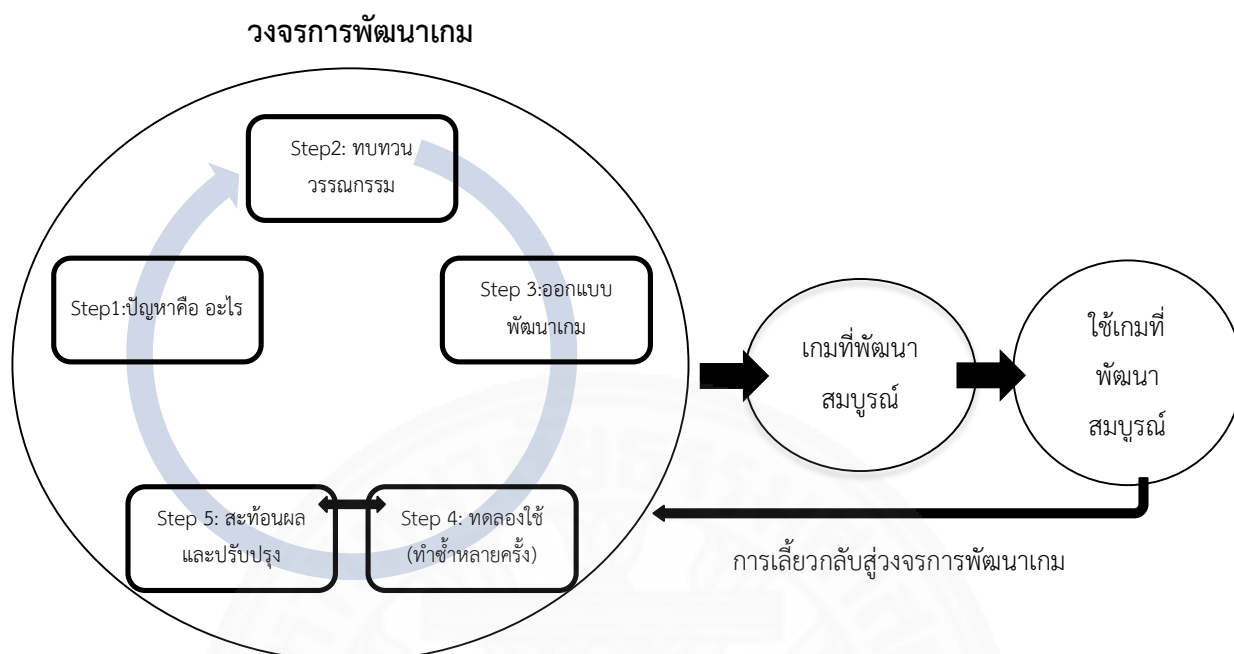 วงจรการพัฒนาเกม
Step2: ทบทวน
วรรณกรรม
Step1:ปัญหาคือ อะไร
Step 3:ออกแบบ
พัฒนาเกม
Step 5: สะท้อนผล
และปรับปรุง
Step 4: ทดลองใช้
(ทำซ้ำหลายครั้ง)
เกมที่พัฒนา
สมบูรณ์
ใช้เกมที่
พัฒนา
สมบูรณ์
การเลี้ยวกลับสู่วงจรการพัฒนาเกม